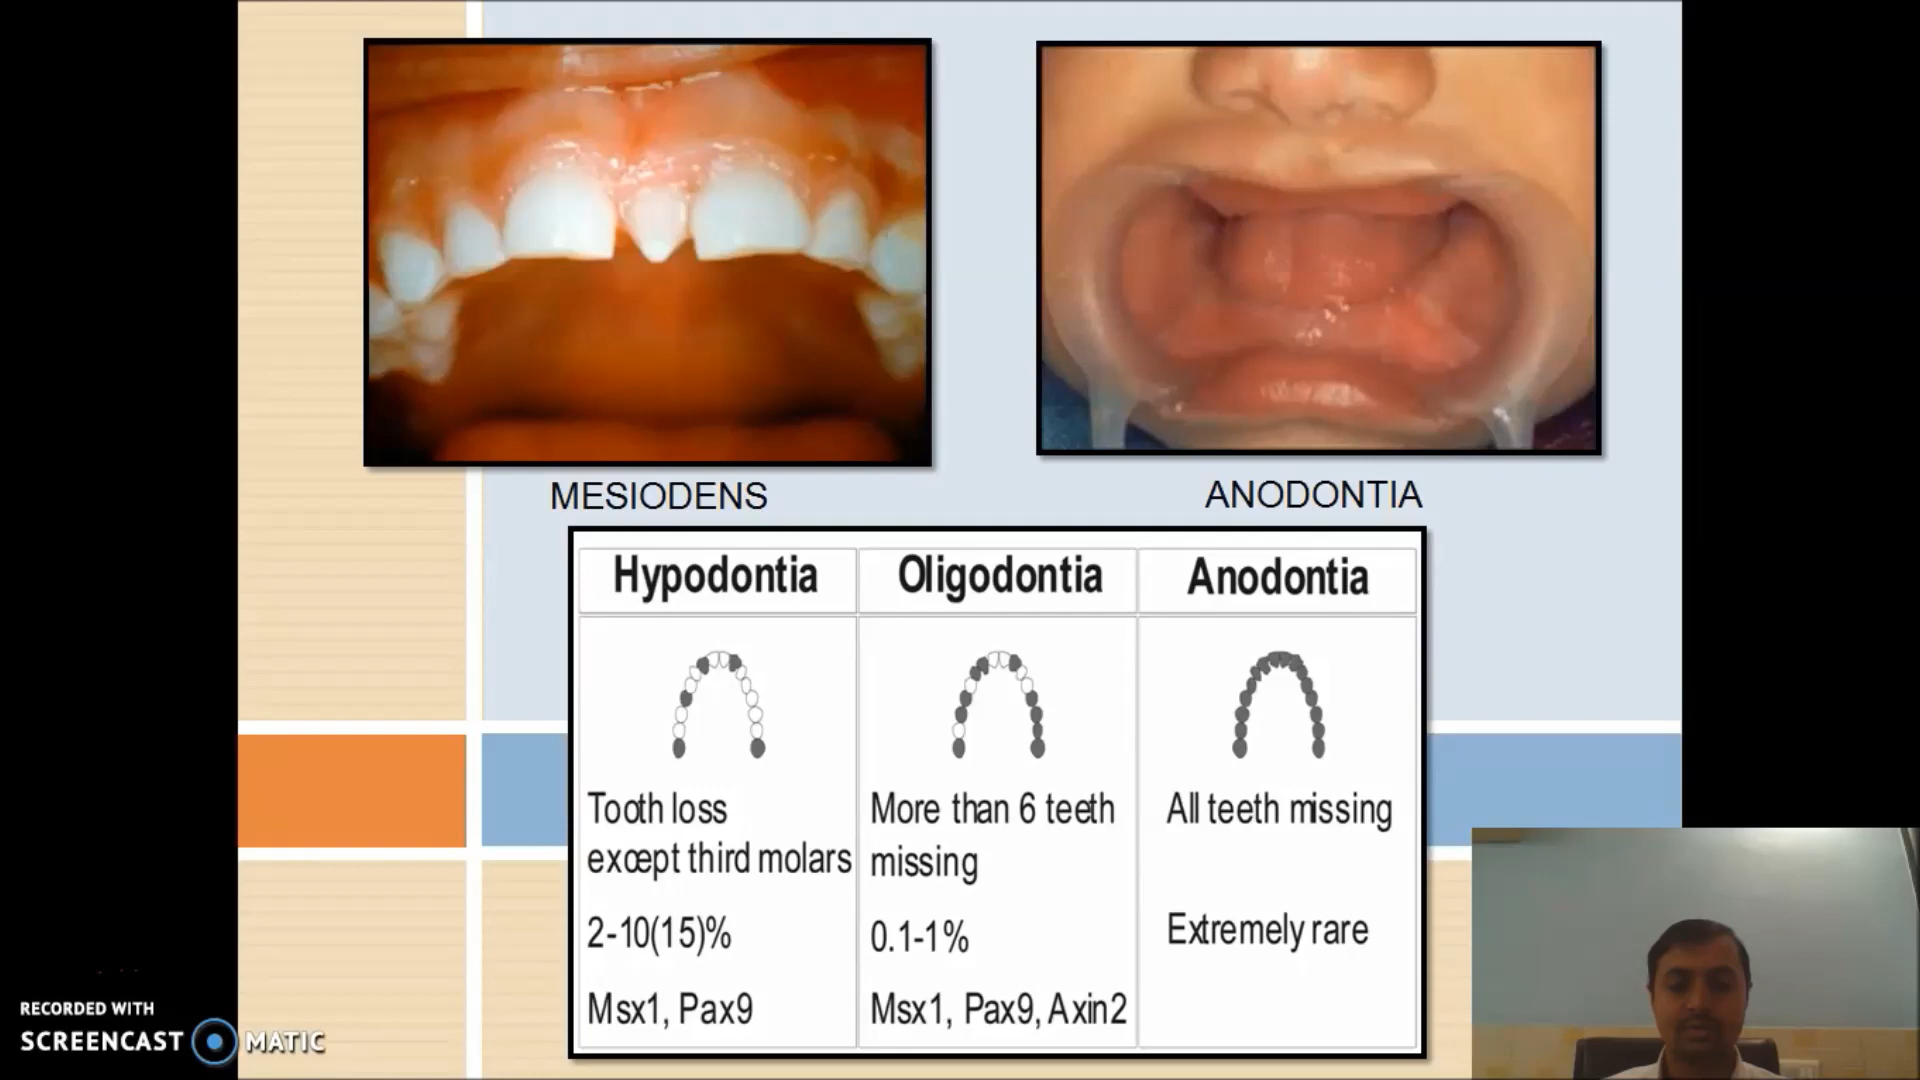 MESIODENS
ANODONTIA
Hypodontia
Oligodontia
Anodontia
Tooth loss
except third molars
2-10(15)%
Msx1, Pax9
More than 6 teeth
missing
0.1-1%
Msx1, Pax9, Axin2
All teeth missing
Extremely rare
RECORDED WITH
SCREENCAST MATIC